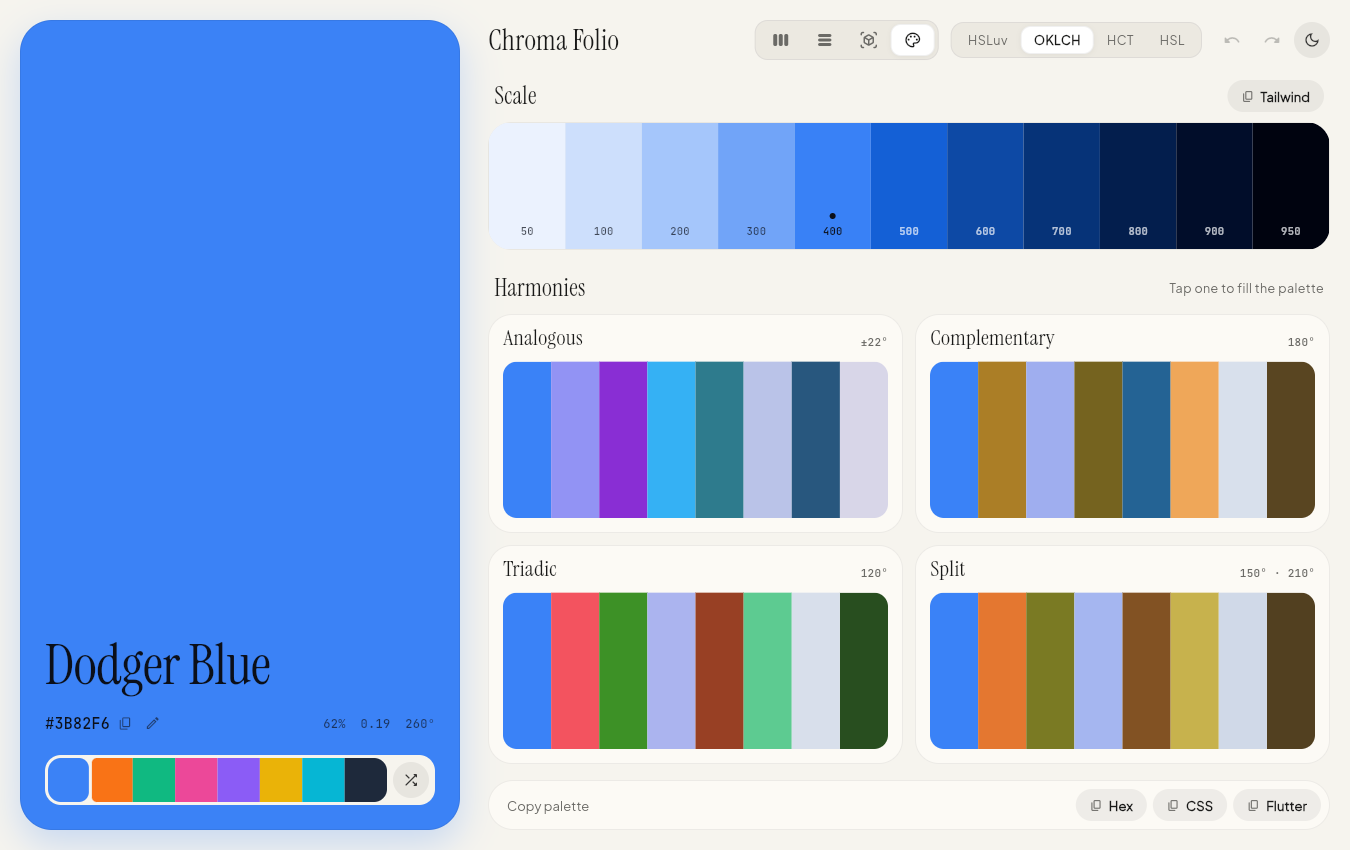 Chroma Folio
HSLuv OKLCH HCT HSL
Scale
Tailwind
50 100 200 300 400 500 600 700 800 900 950
Harmonies
Tap one to fill the palette
Analogous
±22°
Complementary
180°
Triadic
120°
Split
150° · 210°
Dodger Blue
#3B82F6
62% 0.19 260°
Copy palette
Hex
CSS
Flutter